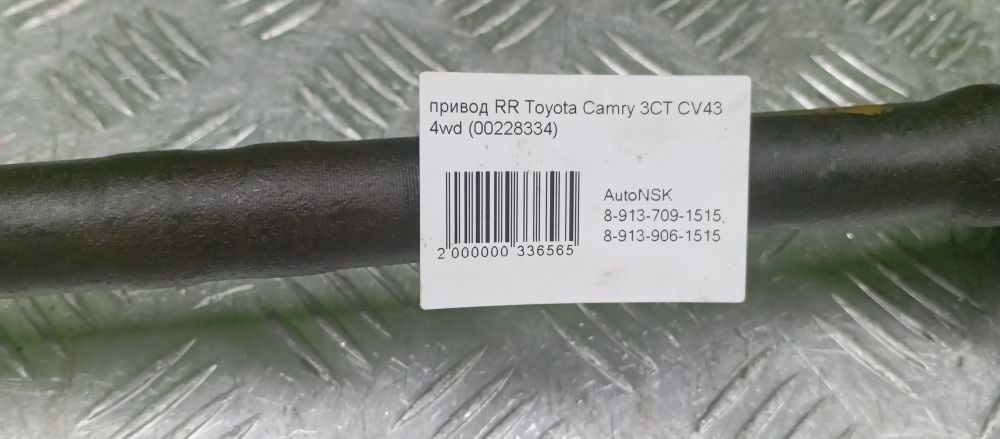 привод RR Toyota Camry 3CT CV43
4wd (00228334)
2 000000 336565
AutoNSK
8-913-709-1515,
8-913-906-1515